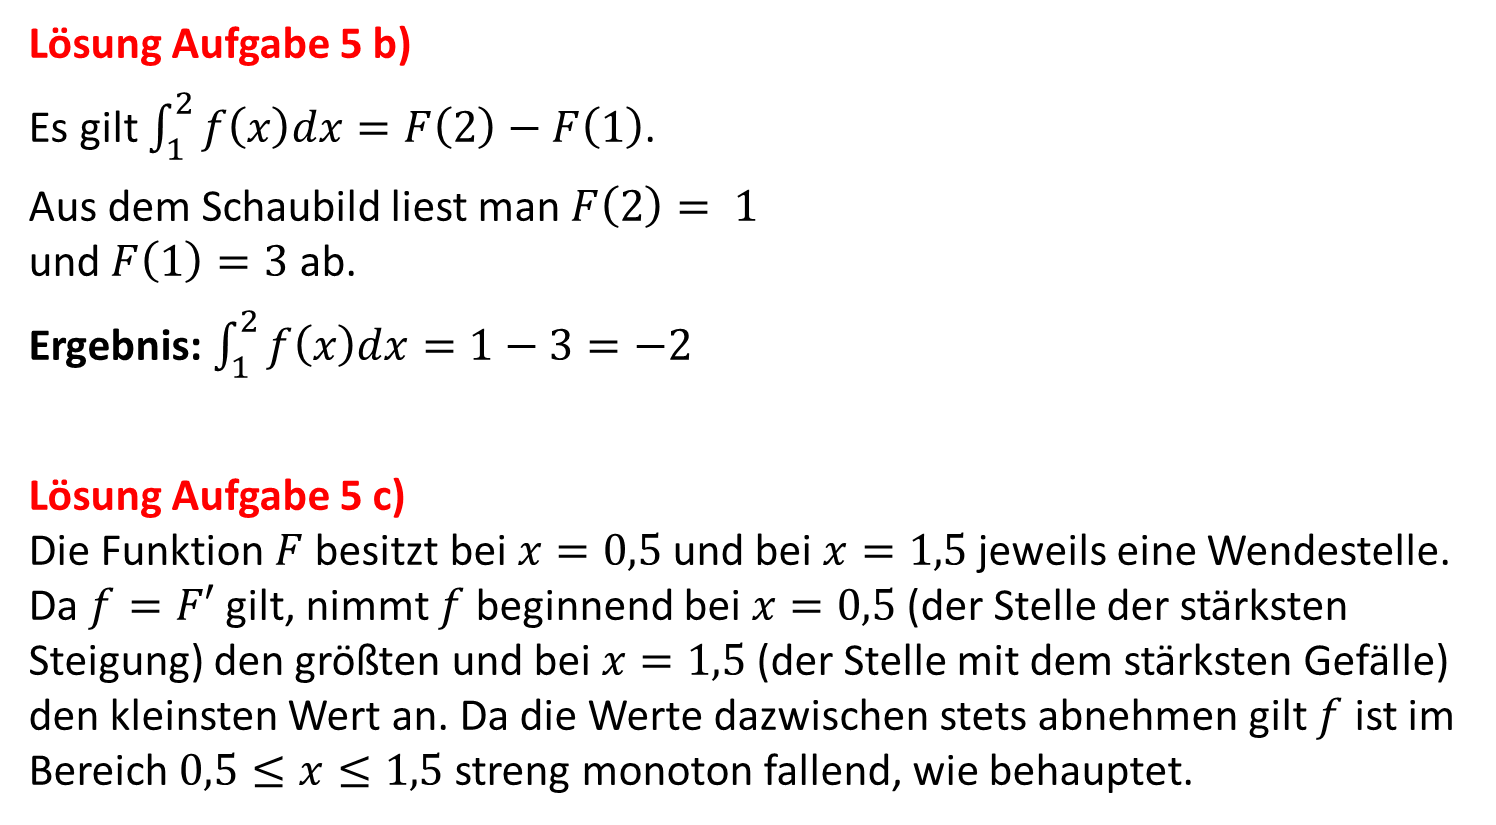 Lösung Aufgabe 5 b)
Es gilt ∫₁² f(x)dx = F(2) − F(1).
Aus dem Schaubild liest man F(2) = 1
und F(1) = 3 ab.
Ergebnis: ∫₁² f(x)dx = 1 − 3 = −2
Lösung Aufgabe 5 c)
Die Funktion F besitzt bei x = 0,5 und bei x = 1,5 jeweils eine Wendestelle.
Da f = F′ gilt, nimmt f beginnend bei x = 0,5 (der Stelle der stärksten
Steigung) den größten und bei x = 1,5 (der Stelle mit dem stärksten Gefälle)
den kleinsten Wert an. Da die Werte dazwischen stets abnehmen gilt f ist im
Bereich 0,5 ≤ x ≤ 1,5 streng monoton fallend, wie behauptet.